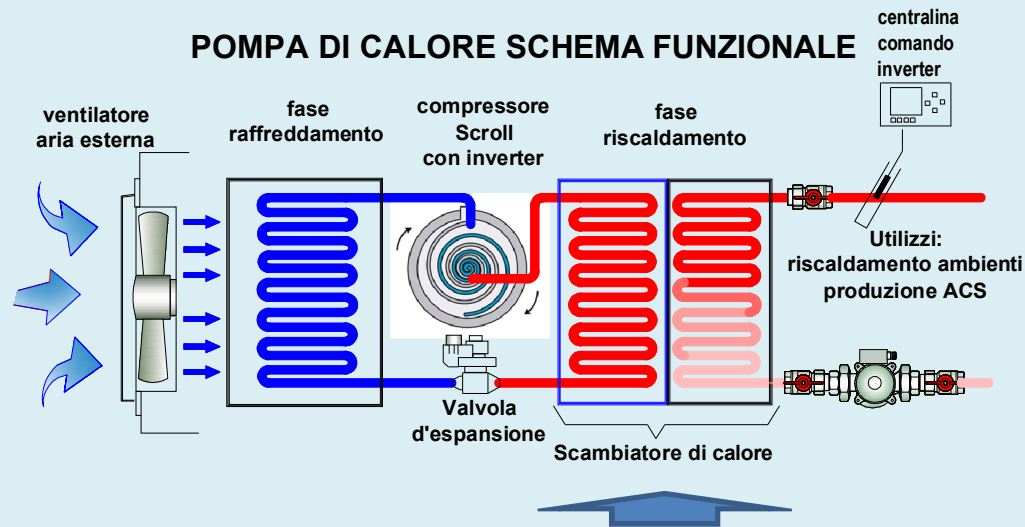 POMPA DI CALORE SCHEMA FUNZIONALE
centralina
comando
inverter
ventilatore
aria esterna
fase
raffreddamento
compressore
Scroll
con inverter
fase
riscaldamento
Utilizzi:
riscaldamento ambienti
produzione ACS
Valvola
d'espansione
Scambiatore di calore